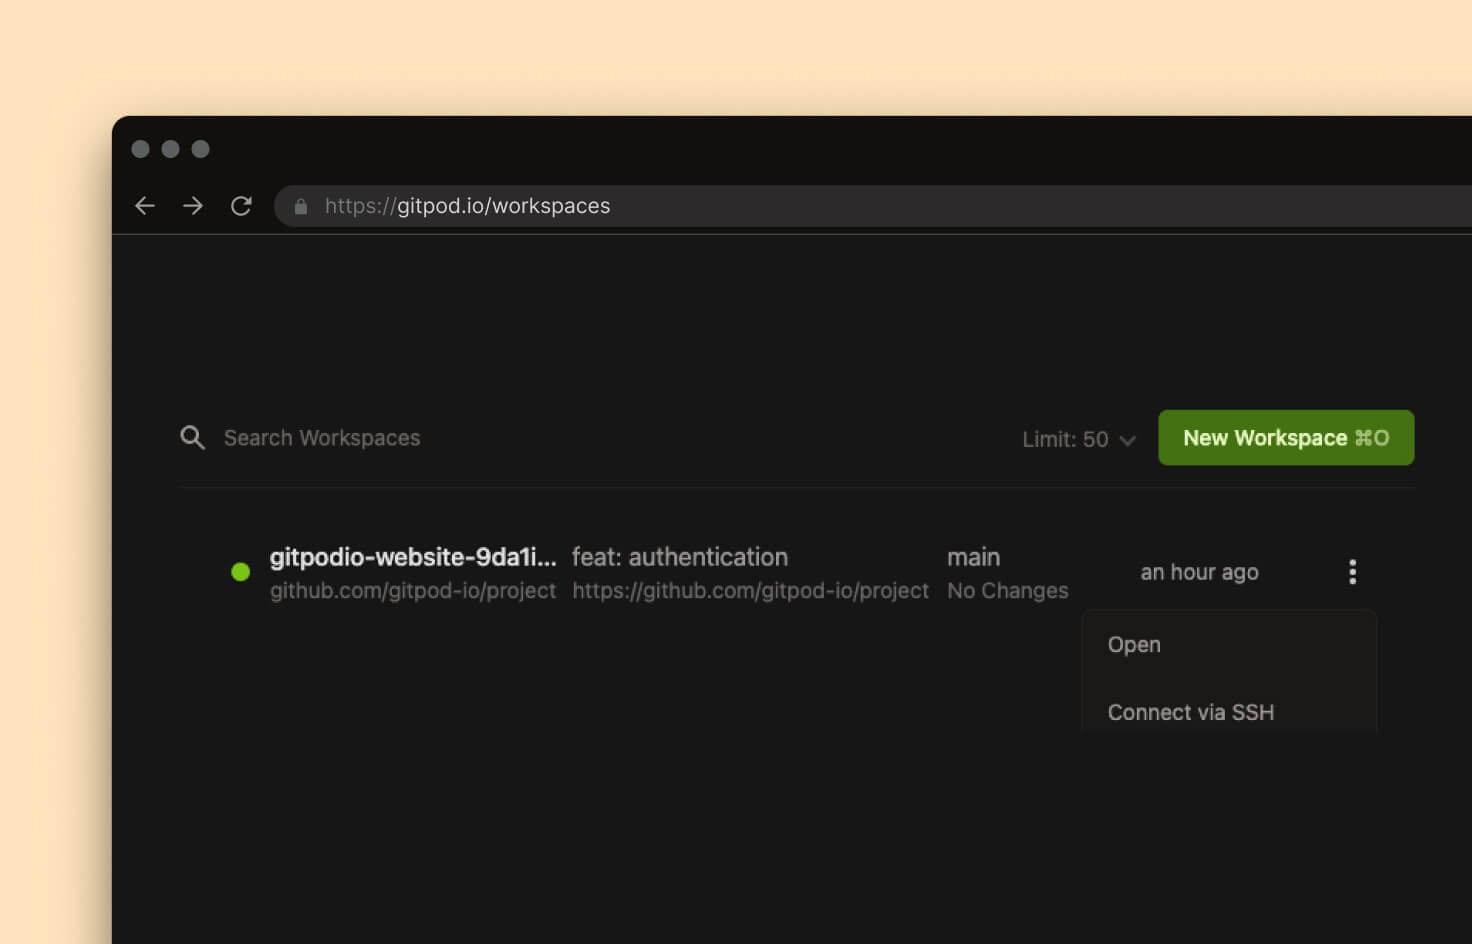 https://gitpod.io/workspaces
Search Workspaces
Limit: 50
New Workspace ⌘O
gitpodio-website-9da1i... feat: authentication main
an hour ago
github.com/gitpod-io/project https://github.com/gitpod-io/project No Changes
Open
Connect via SSH